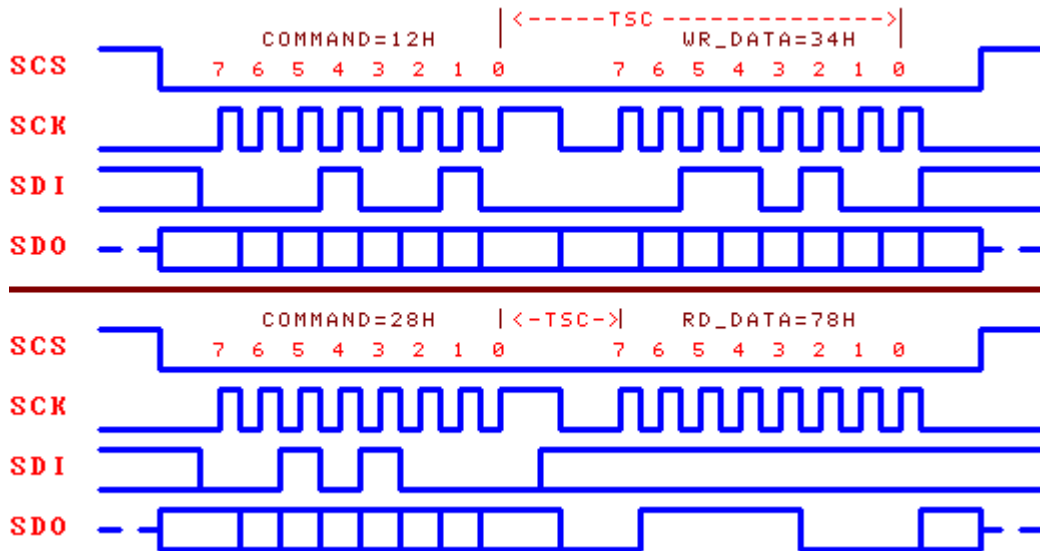 |<-----TSC ------------->|
COMMAND=12H WR_DATA=34H
SCS 7 6 5 4 3 2 1 0 7 6 5 4 3 2 1 0
SCK
SDI
SDO
COMMAND=28H |<-TSC->| RD_DATA=78H
SCS 7 6 5 4 3 2 1 0 7 6 5 4 3 2 1 0
SCK
SDI
SDO